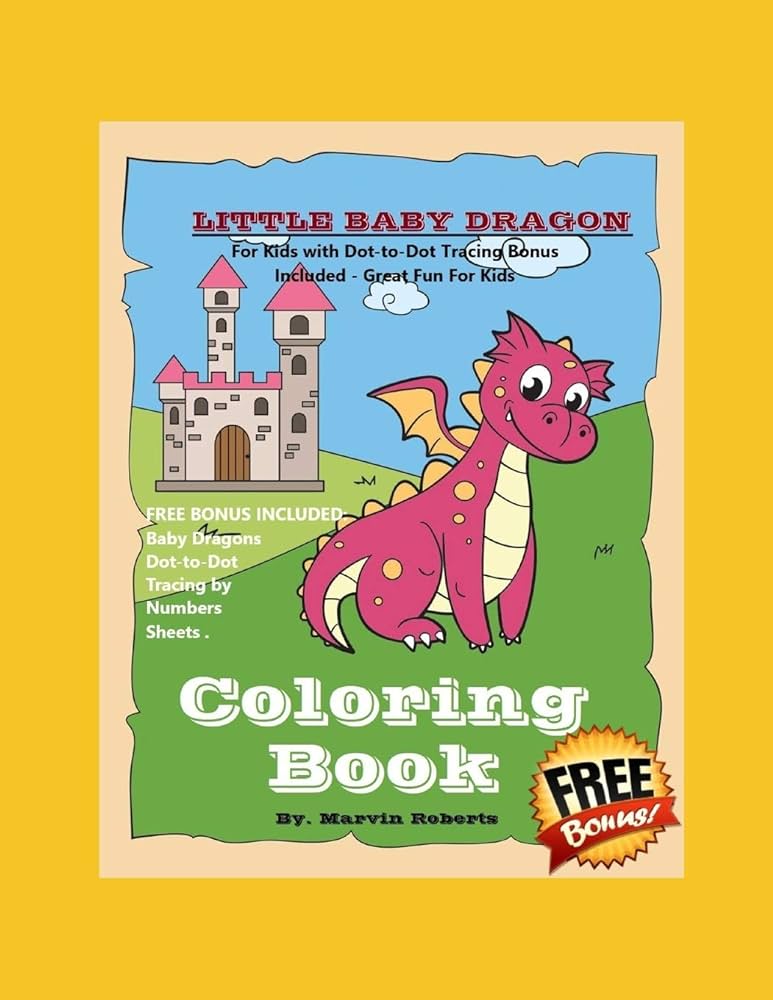 LITTLE BABY DRAGON
For Kids with Dot-to-Dot Tracing Bonus
Included - Great Fun For Kids
FREE BONUS INCLUDED:
Baby Dragons
Dot-to-Dot
Tracing by
Numbers
Sheets .
Coloring
Book
By. Marvin Roberts
FREE
Bonus!